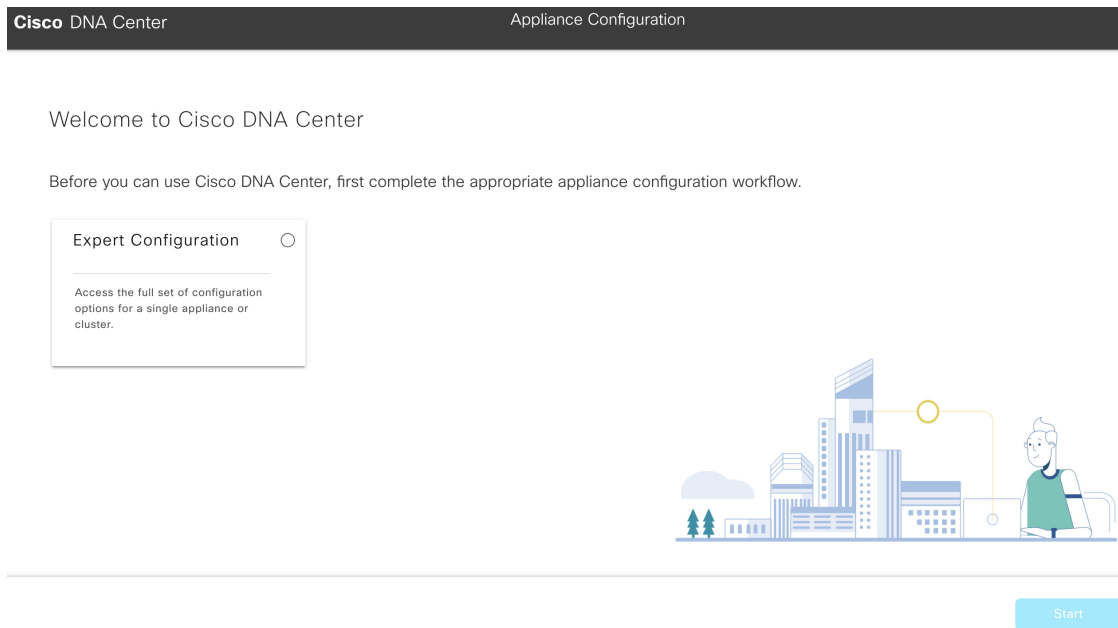 Cisco DNA Center
Appliance Configuration
Welcome to Cisco DNA Center
Before you can use Cisco DNA Center, first complete the appropriate appliance configuration workflow.
Expert Configuration
Access the full set of configuration
options for a single appliance or
cluster.
Start